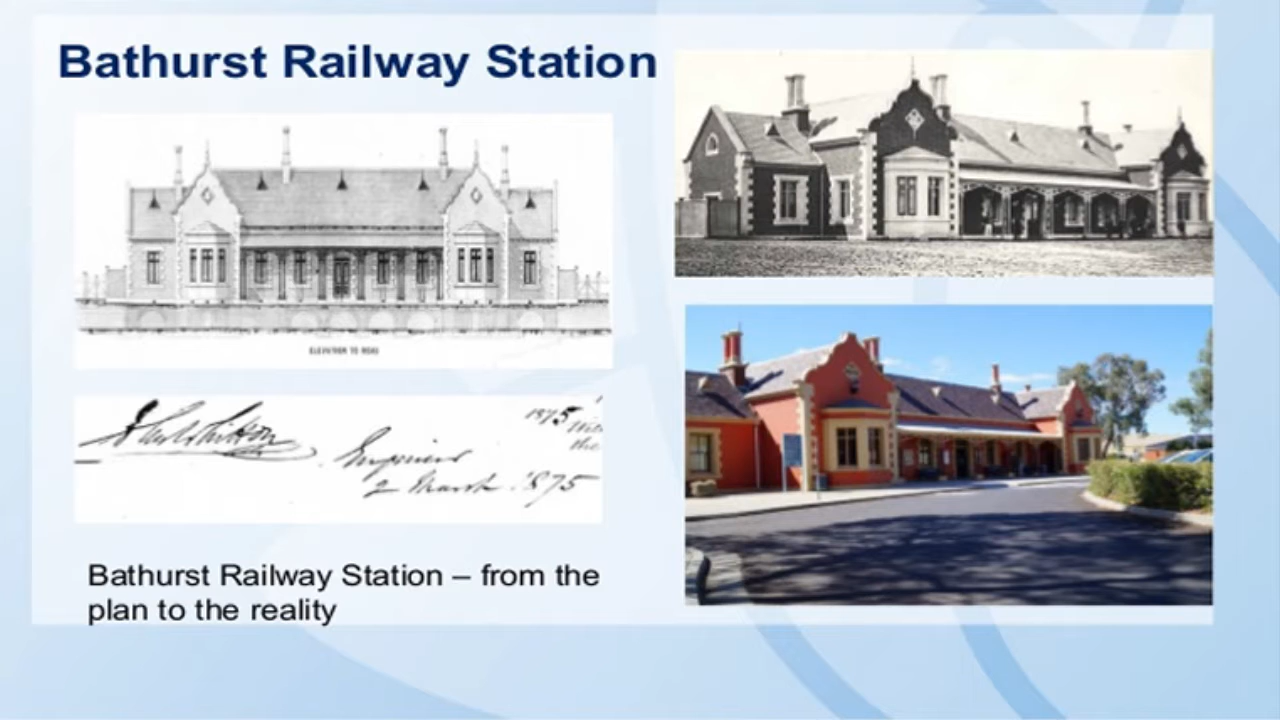 Bathurst Railway Station
ELEVATION TO ROAD
1875
Engineer
2 March 1875
Bathurst Railway Station – from the
plan to the reality